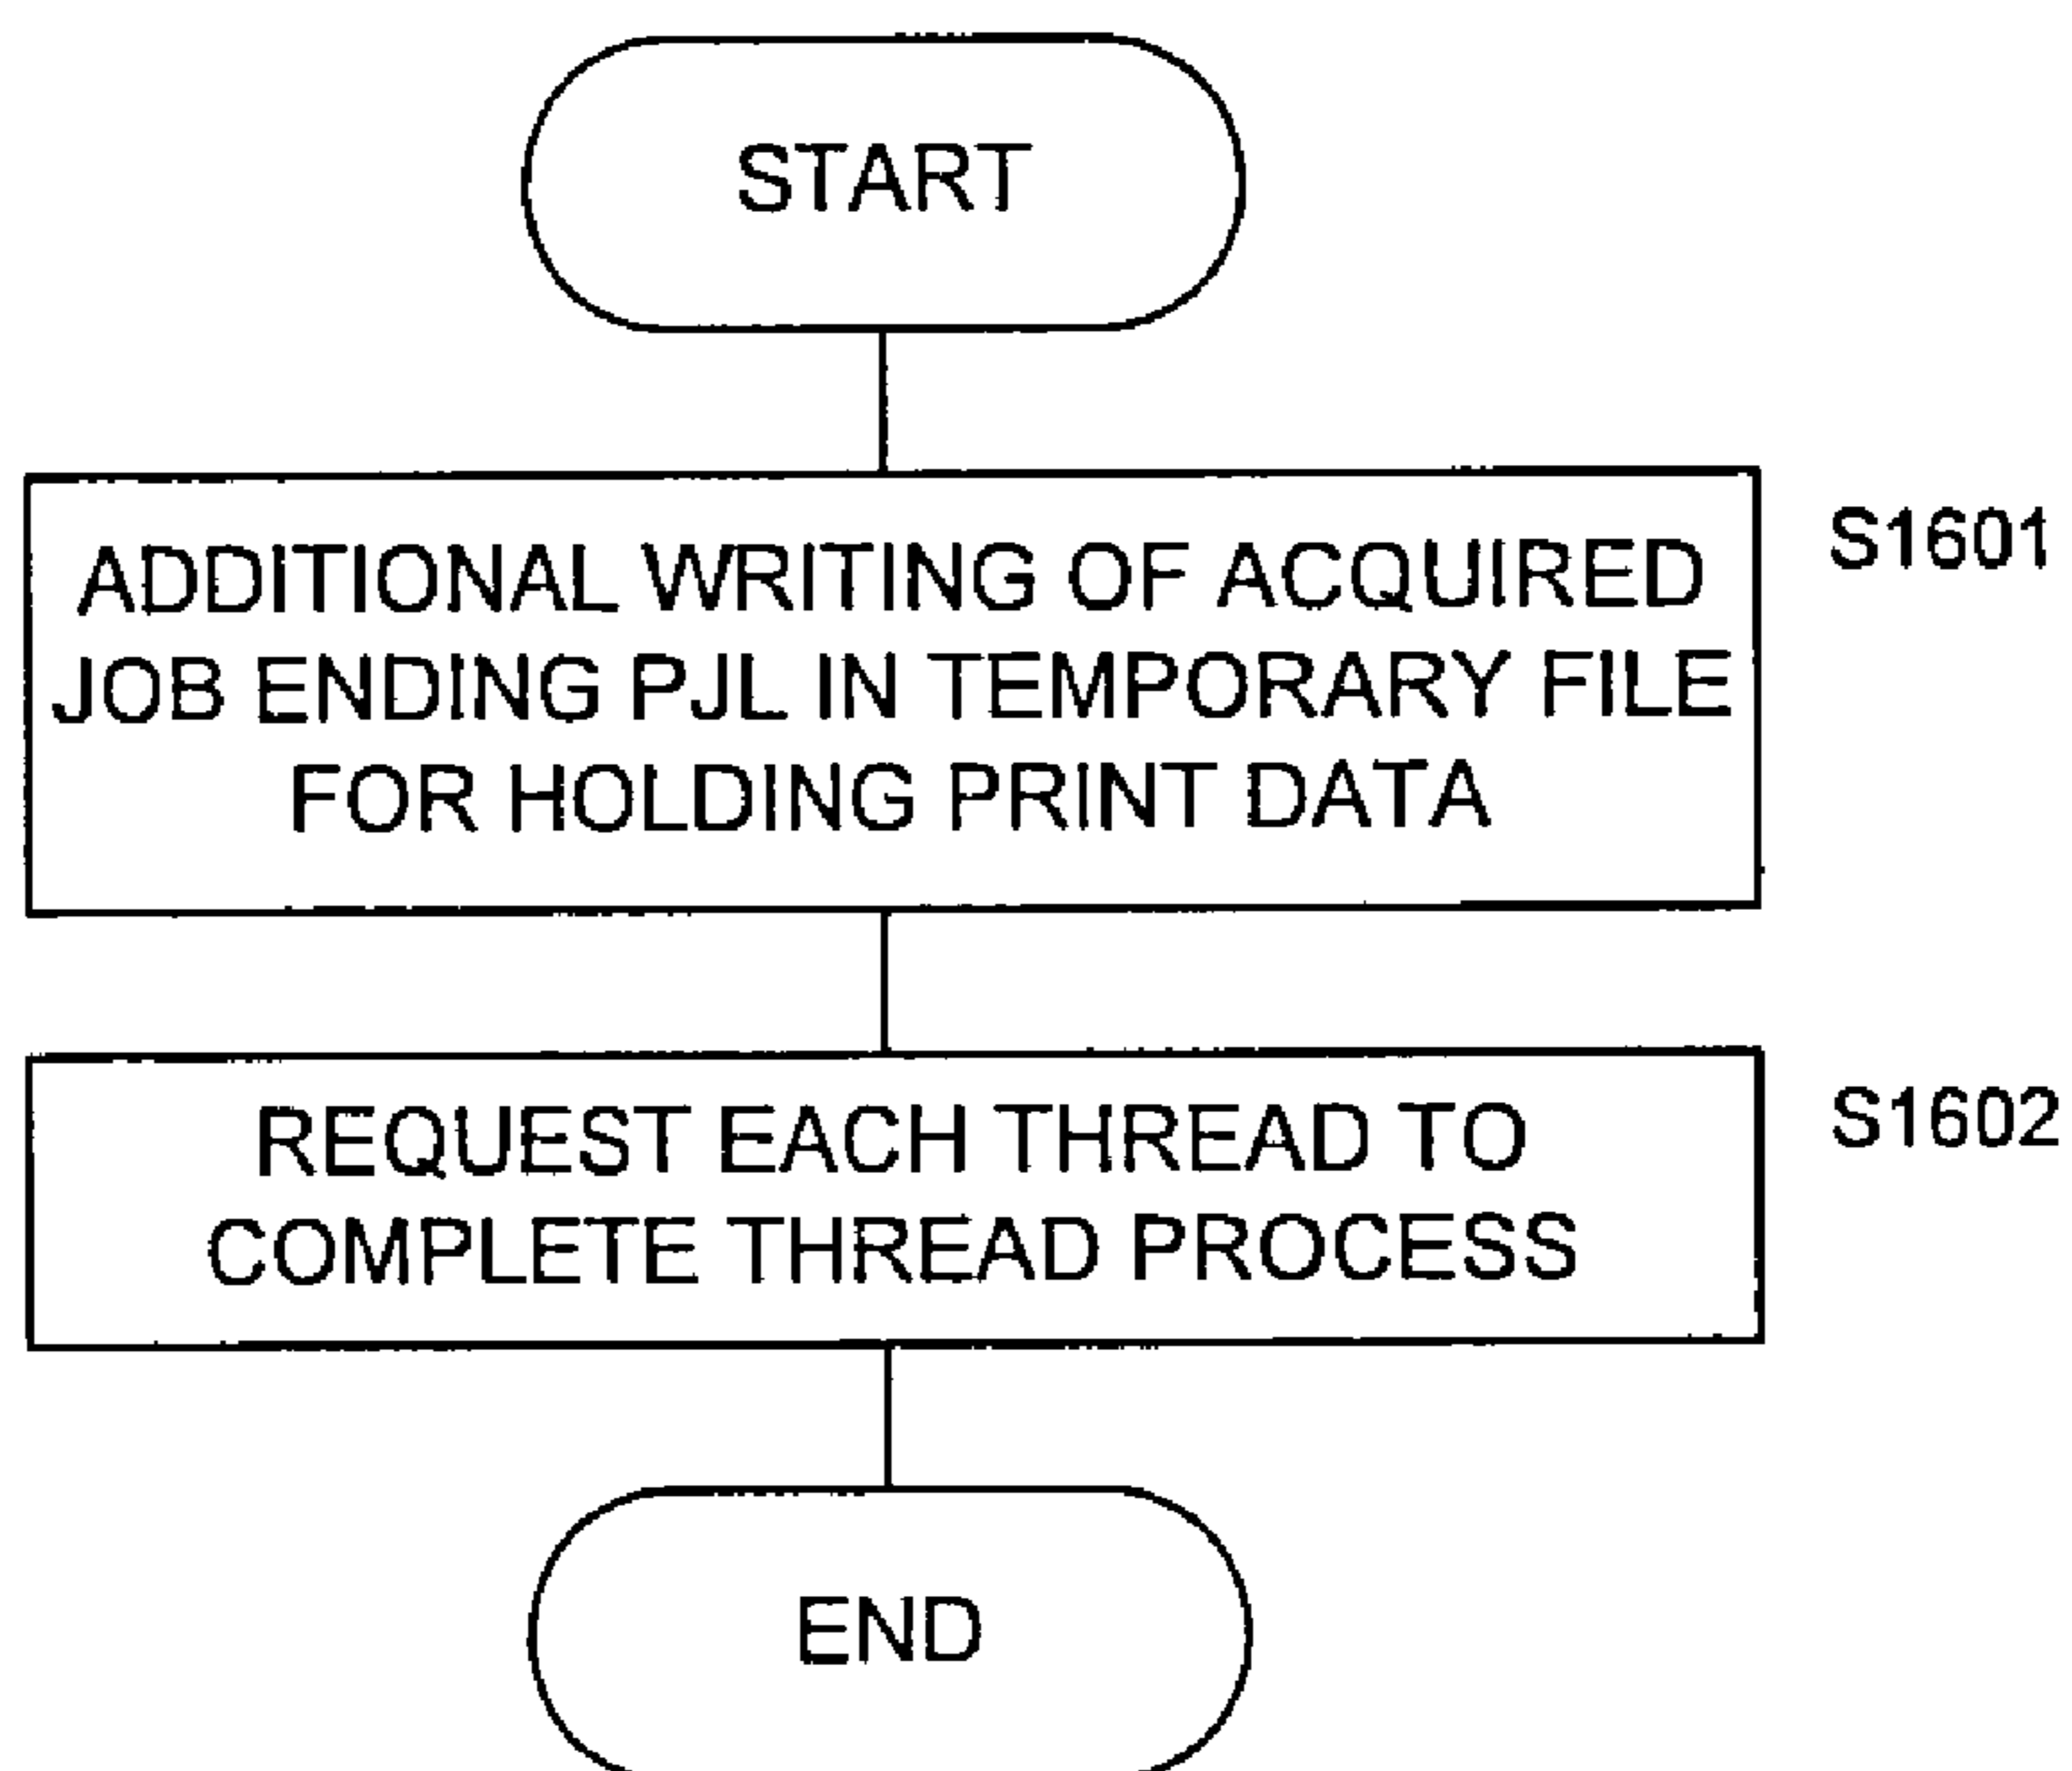 START
ADDITIONAL WRITING OF ACQUIRED
JOB ENDING PJL IN TEMPORARY FILE
FOR HOLDING PRINT DATA
S1601
REQUEST EACH THREAD TO
COMPLETE THREAD PROCESS
S1602
END